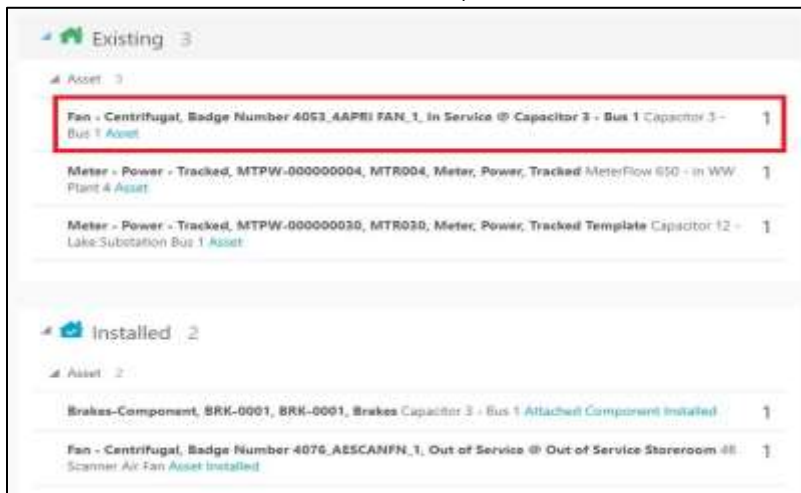 Existing 3
Asset 3
Fan - Centrifugal, Badge Number 4053_4APRI FAN_1, In Service @ Capacitor 3 - Bus 1 Capacitor 3 -
Bus 1 Asset
1
Meter - Power - Tracked, MTPW-000000004, MTR004, Meter, Power, Tracked MeterFlow 650 - in WW
Plant 4 Asset
1
Meter - Power - Tracked, MTPW-000000030, MTR030, Meter, Power, Tracked Template Capacitor 12 -
Lake Substation Bus 1 Asset
1
Installed 2
Asset 2
Brakes-Component, BRK-0001, BRK-0001, Brakes Capacitor 3 - Bus 1 Attached Component Installed
1
Fan - Centrifugal, Badge Number 4076_AESCANFN_1, Out of Service @ Out of Service Storeroom
Scanner Air Fan Asset Installed
1